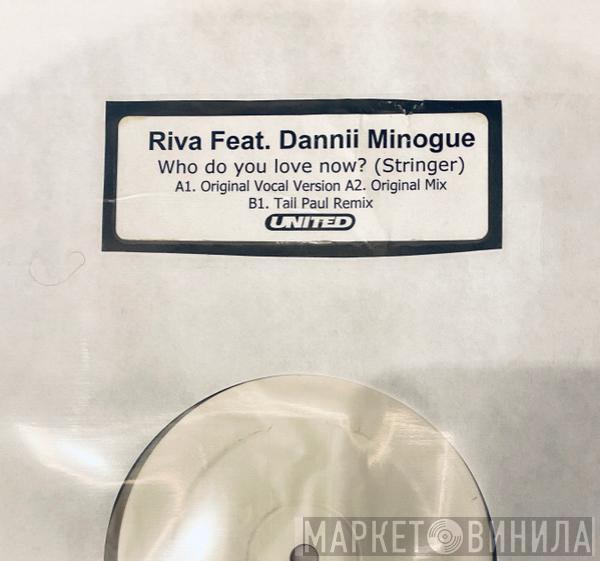 Riva Feat. Dannii Minogue
Who do you love now? (Stringer)
A1. Original Vocal Version A2. Original Mix
B1. Tall Paul Remix
UNITED
МАРКЕТ ВИНИЛА